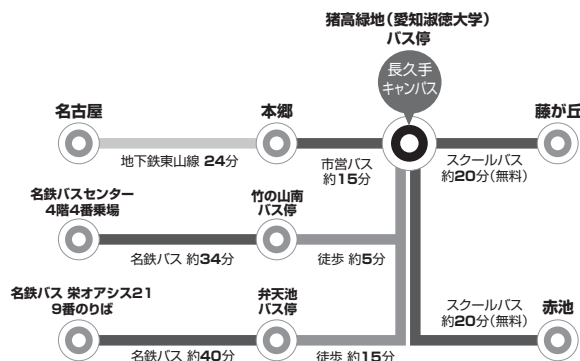 猪高緑地(愛知淑徳大学)
バス停
長久手
キャンパス
名古屋
本郷
藤が丘
地下鉄東山線 24分
市営バス
約15分
スクールバス
約20分(無料)
名鉄バスセンター
4階4番乗場
竹の山南
バス停
名鉄バス 約34分
徒歩 約5分
名鉄バス 栄オアシス21
9番のりば
弁天池
バス停
スクールバス
約20分(無料)
赤池
名鉄バス 約40分
徒歩 約15分